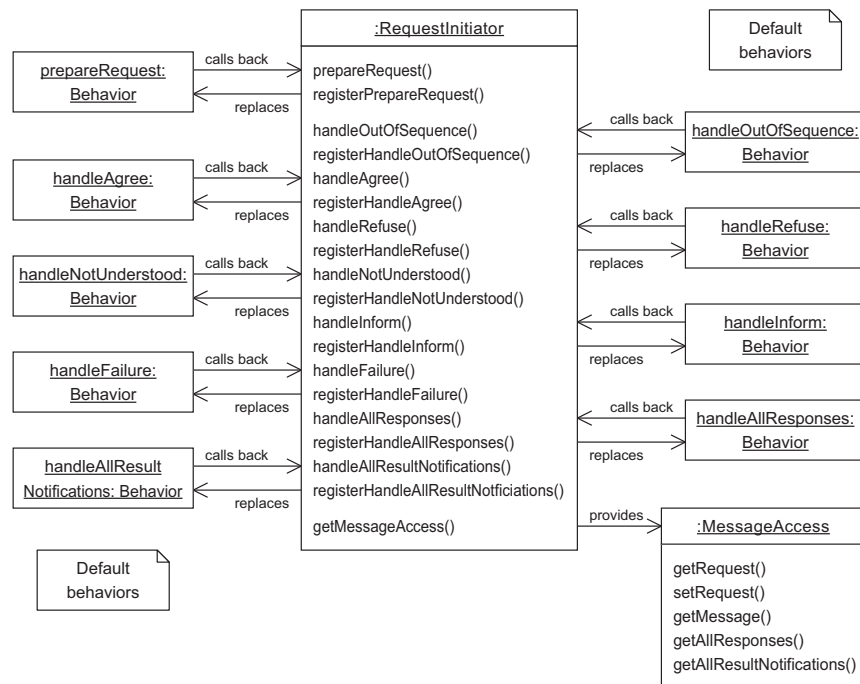 :RequestInitiator
prepareRequest()
registerPrepareRequest()
handleOutOfSequence()
registerHandleOutOfSequence()
handleAgree()
registerHandleAgree()
handleRefuse()
registerHandleRefuse()
handleNotUnderstood()
registerHandleNotUnderstood()
handleInform()
registerHandleInform()
handleFailure()
registerHandleFailure()
handleAllResponses()
registerHandleAllResponses()
handleAllResultNotifications()
registerHandleAllResultNotficiations()
getMessageAccess()
prepareRequest:
Behavior
calls back
replaces
handleAgree:
Behavior
calls back
replaces
handleNotUnderstood:
Behavior
calls back
replaces
handleFailure:
Behavior
calls back
replaces
handleAllResult
Notifications: Behavior
calls back
replaces
Default
behaviors
Default
behaviors
calls back
replaces
handleOutOfSequence:
Behavior
calls back
replaces
handleRefuse:
Behavior
calls back
replaces
handleInform:
Behavior
calls back
replaces
handleAllResponses:
Behavior
provides
:MessageAccess
getRequest()
setRequest()
getMessage()
getAllResponses()
getAllResultNotifications()